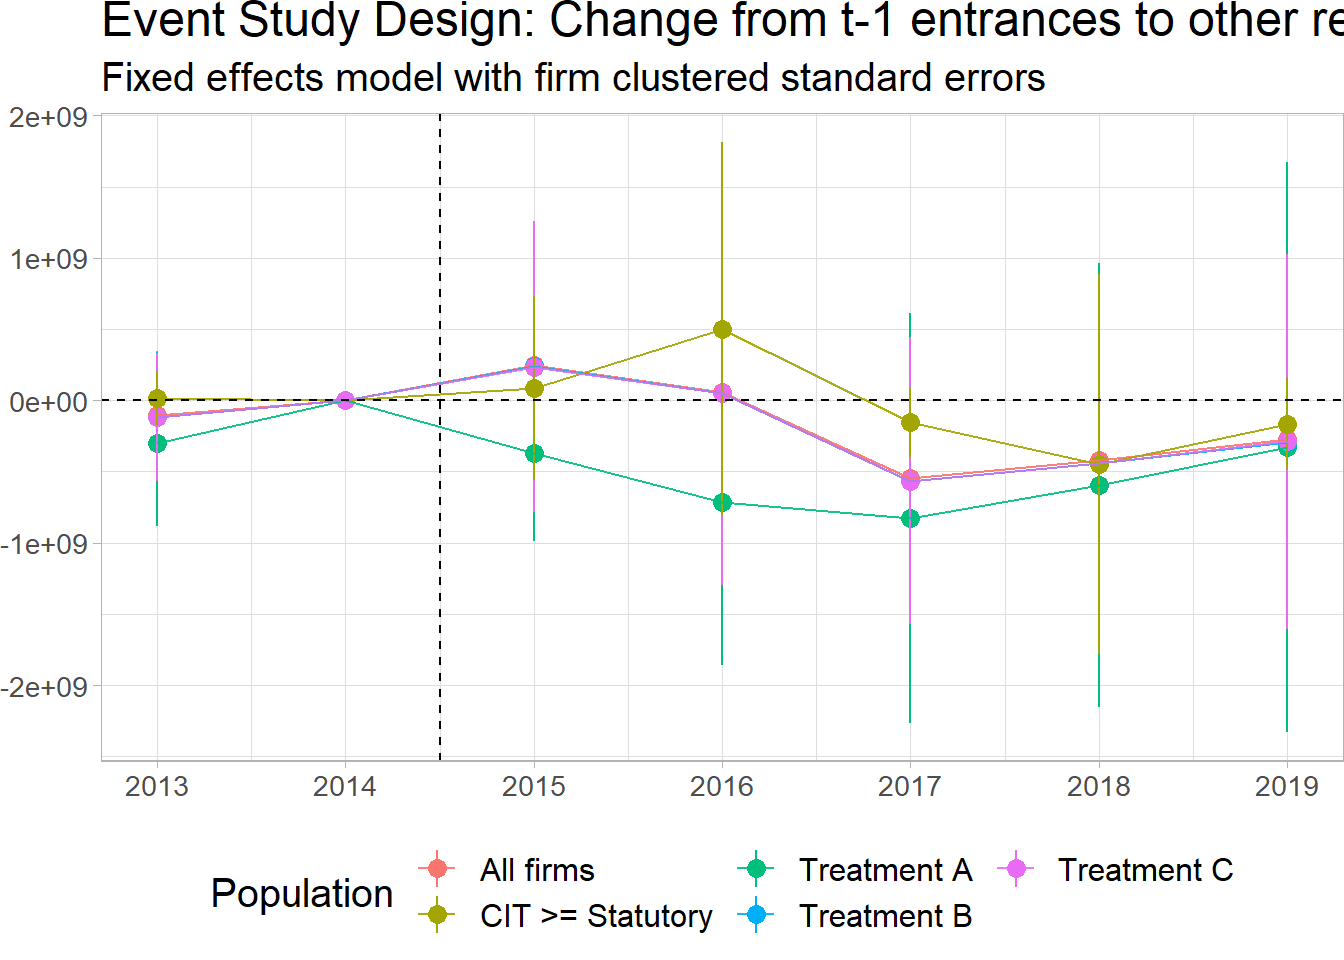 Event Study Design: Change from t-1 entrances to other re
Fixed effects model with firm clustered standard errors
2e+09
1e+09
0e+00
-1e+09
-2e+09
2013 2014 2015 2016 2017 2018 2019
Population
All firms Treatment A Treatment C
CIT >= Statutory Treatment B